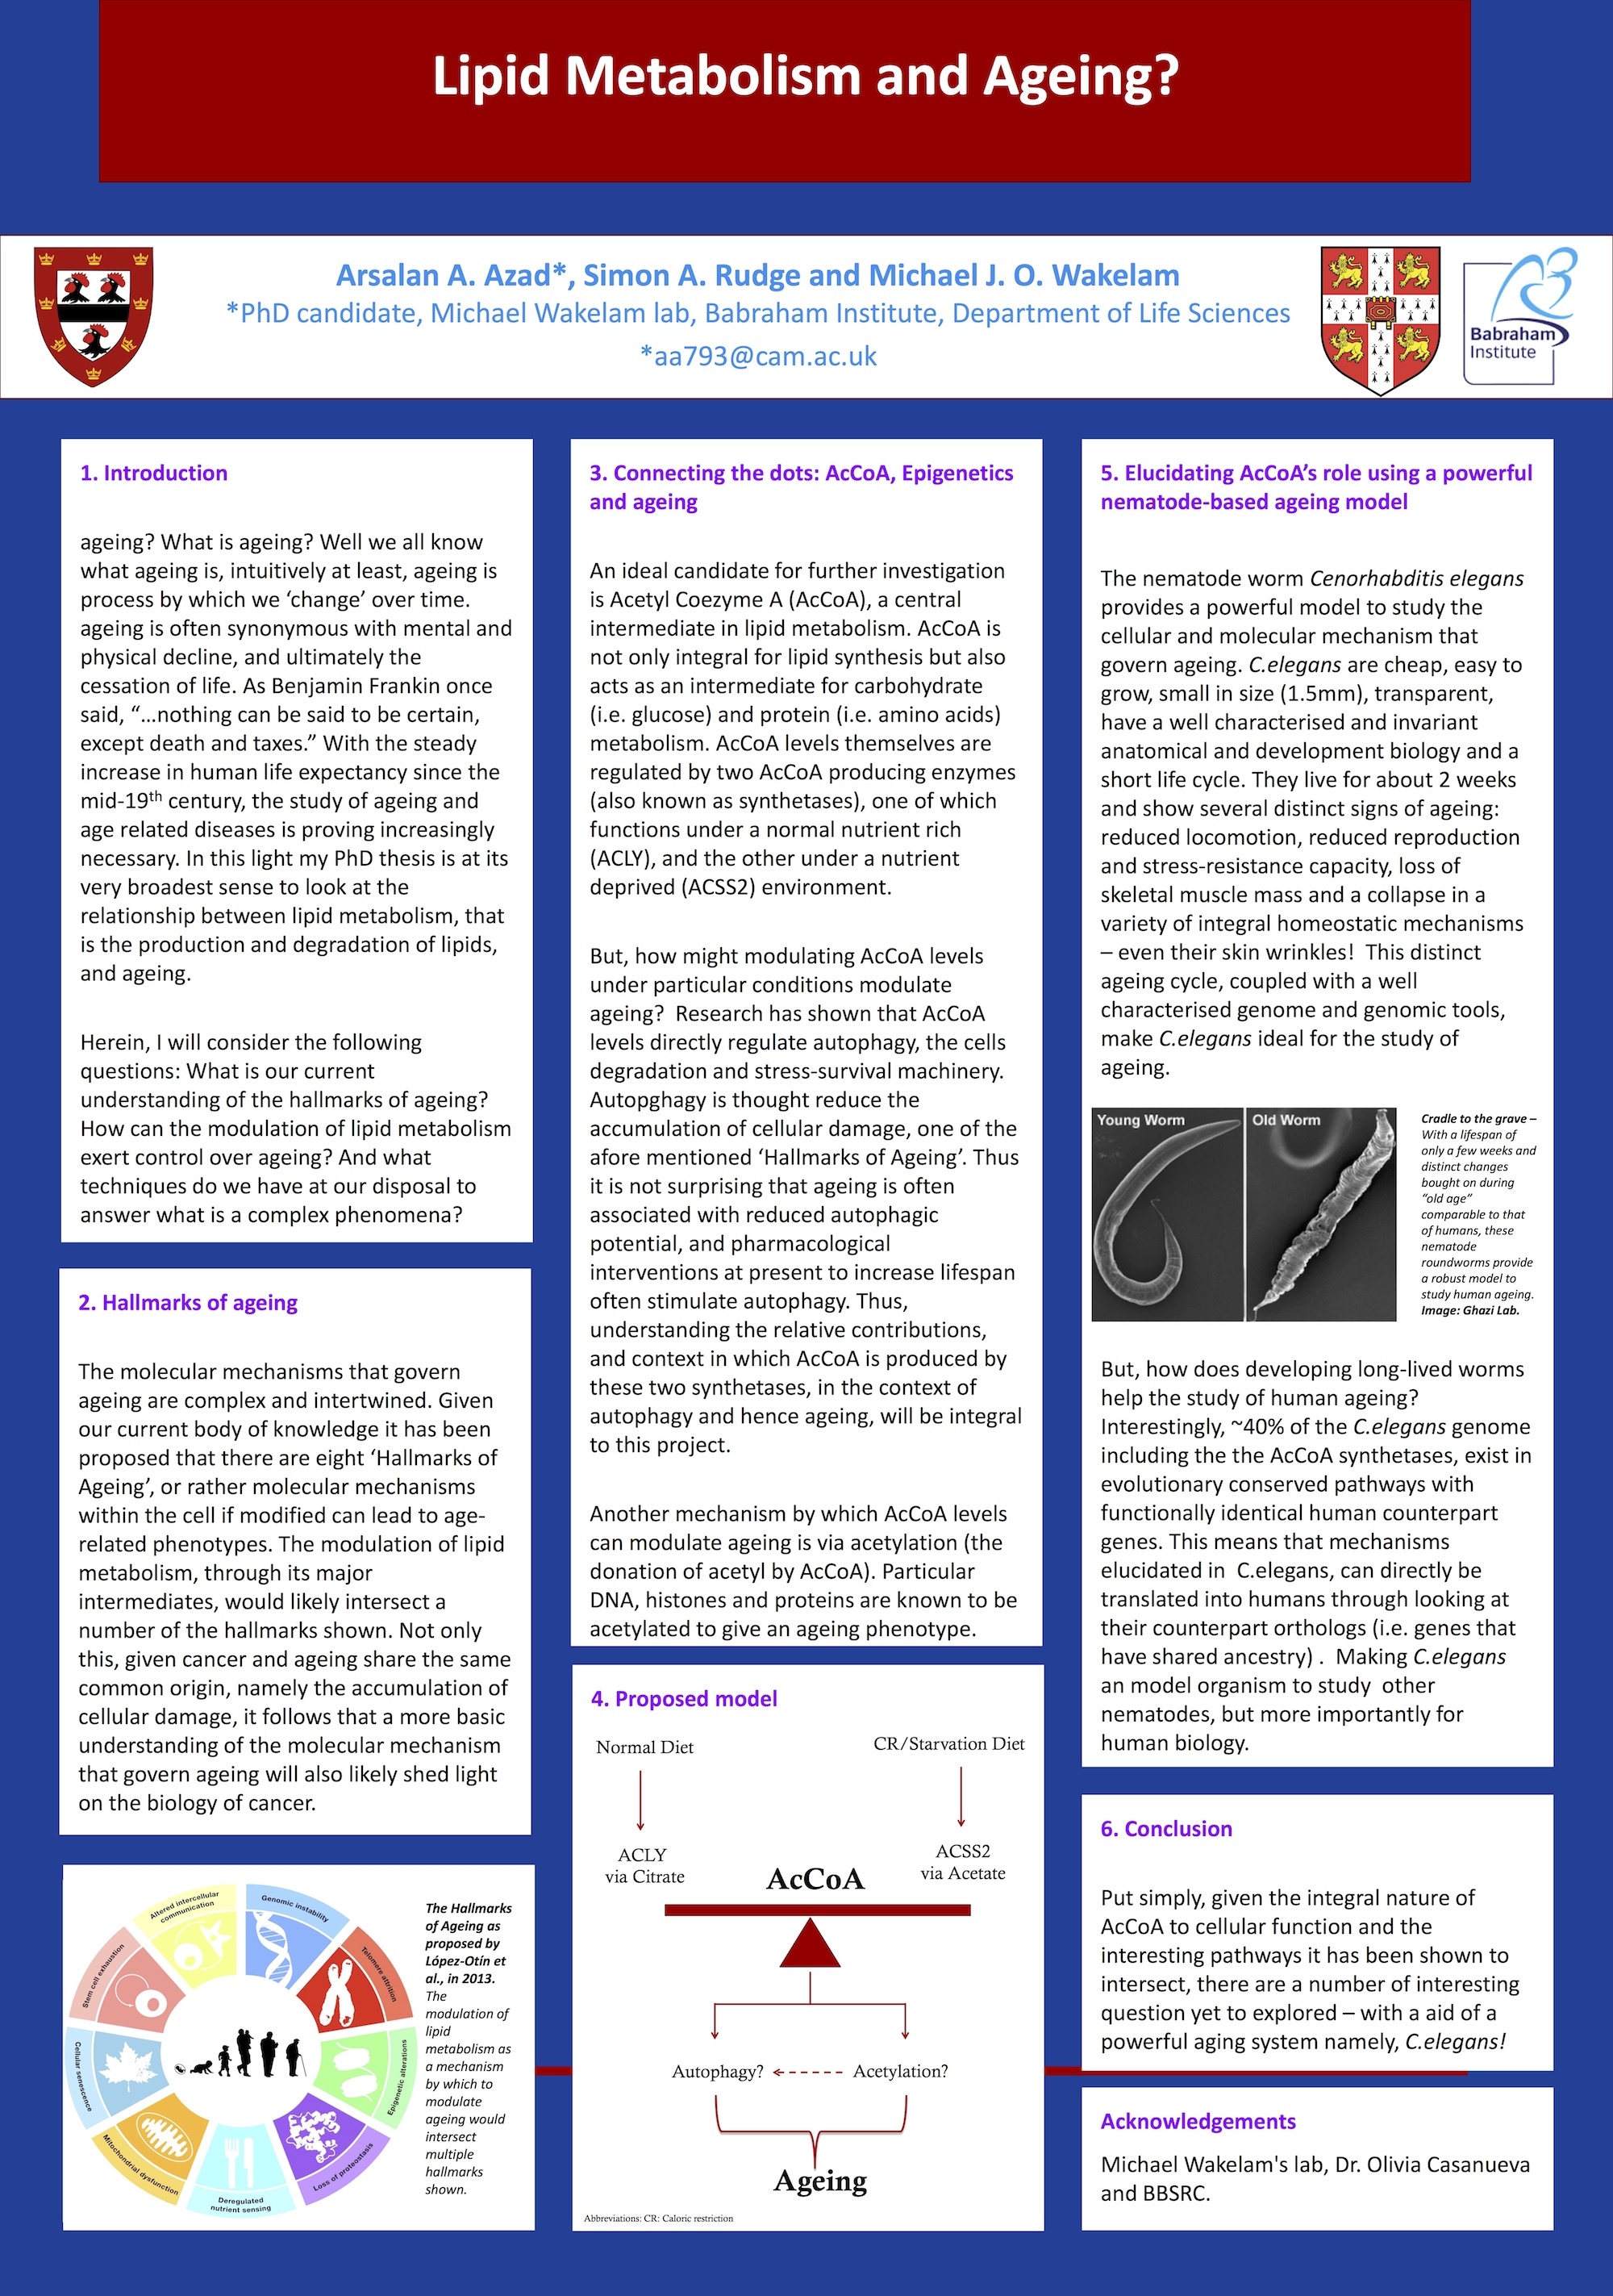 Lipid Metabolism and Ageing?
Arsalan A. Azad*, Simon A. Rudge and Michael J. O. Wakelam
*PhD candidate, Michael Wakelam lab, Babraham Institute, Department of Life Sciences
*aa793@cam.ac.uk
Babraham
Institute
1. Introduction
ageing? What is ageing? Well we all know
what ageing is, intuitively at least, ageing is
process by which we ‘change’ over time.
ageing is often synonymous with mental and
physical decline, and ultimately the
cessation of life. As Benjamin Frankin once
said, “…nothing can be said to be certain,
except death and taxes.” With the steady
increase in human life expectancy since the
mid-19th century, the study of ageing and
age related diseases is proving increasingly
necessary. In this light my PhD thesis is at its
very broadest sense to look at the
relationship between lipid metabolism, that
is the production and degradation of lipids,
and ageing.
Herein, I will consider the following
questions: What is our current
understanding of the hallmarks of ageing?
How can the modulation of lipid metabolism
exert control over ageing? And what
techniques do we have at our disposal to
answer what is a complex phenomena?
2. Hallmarks of ageing
The molecular mechanisms that govern
ageing are complex and intertwined. Given
our current body of knowledge it has been
proposed that there are eight ‘Hallmarks of
Ageing’, or rather molecular mechanisms
within the cell if modified can lead to age-
related phenotypes. The modulation of lipid
metabolism, through its major
intermediates, would likely intersect a
number of the hallmarks shown. Not only
this, given cancer and ageing share the same
common origin, namely the accumulation of
cellular damage, it follows that a more basic
understanding of the molecular mechanism
that govern ageing will also likely shed light
on the biology of cancer.
Altered intercellular
communication
Genomic instability
Telomere attrition
Epigenetic alterations
Loss of proteostasis
Deregulated
nutrient sensing
Mitochondrial dysfunction
Cellular senescence
Stem cell exhaustion
The Hallmarks
of Ageing as
proposed by
López-Otín et
al., in 2013.
The
modulation of
lipid
metabolism as
a mechanism
by which to
modulate
ageing would
intersect
multiple
hallmarks
shown.
3. Connecting the dots: AcCoA, Epigenetics
and ageing
An ideal candidate for further investigation
is Acetyl Coezyme A (AcCoA), a central
intermediate in lipid metabolism. AcCoA is
not only integral for lipid synthesis but also
acts as an intermediate for carbohydrate
(i.e. glucose) and protein (i.e. amino acids)
metabolism. AcCoA levels themselves are
regulated by two AcCoA producing enzymes
(also known as synthetases), one of which
functions under a normal nutrient rich
(ACLY), and the other under a nutrient
deprived (ACSS2) environment.
But, how might modulating AcCoA levels
under particular conditions modulate
ageing?  Research has shown that AcCoA
levels directly regulate autophagy, the cells
degradation and stress-survival machinery.
Autopghagy is thought reduce the
accumulation of cellular damage, one of the
afore mentioned ‘Hallmarks of Ageing’. Thus
it is not surprising that ageing is often
associated with reduced autophagic
potential, and pharmacological
interventions at present to increase lifespan
often stimulate autophagy. Thus,
understanding the relative contributions,
and context in which AcCoA is produced by
these two synthetases, in the context of
autophagy and hence ageing, will be integral
to this project.
Another mechanism by which AcCoA levels
can modulate ageing is via acetylation (the
donation of acetyl by AcCoA). Particular
DNA, histones and proteins are known to be
acetylated to give an ageing phenotype.
4. Proposed model
Normal Diet
CR/Starvation Diet
ACLY
via Citrate
ACSS2
via Acetate
AcCoA
Autophagy?
Acetylation?
Ageing
Abbreviations: CR: Caloric restriction
5. Elucidating AcCoA’s role using a powerful
nematode-based ageing model
The nematode worm Cenorhabditis elegans
provides a powerful model to study the
cellular and molecular mechanism that
govern ageing. C.elegans are cheap, easy to
grow, small in size (1.5mm), transparent,
have a well characterised and invariant
anatomical and development biology and a
short life cycle. They live for about 2 weeks
and show several distinct signs of ageing:
reduced locomotion, reduced reproduction
and stress-resistance capacity, loss of
skeletal muscle mass and a collapse in a
variety of integral homeostatic mechanisms
– even their skin wrinkles!  This distinct
ageing cycle, coupled with a well
characterised genome and genomic tools,
make C.elegans ideal for the study of
ageing.
Young Worm
Old Worm
Cradle to the grave –
With a lifespan of
only a few weeks and
distinct changes
bought on during
“old age”
comparable to that
of humans, these
nematode
roundworms provide
a robust model to
study human ageing.
Image: Ghazi Lab.
But, how does developing long-lived worms
help the study of human ageing?
Interestingly, ~40% of the C.elegans genome
including the the AcCoA synthetases, exist in
evolutionary conserved pathways with
functionally identical human counterpart
genes. This means that mechanisms
elucidated in  C.elegans, can directly be
translated into humans through looking at
their counterpart orthologs (i.e. genes that
have shared ancestry) .  Making C.elegans
an model organism to study  other
nematodes, but more importantly for
human biology.
6. Conclusion
Put simply, given the integral nature of
AcCoA to cellular function and the
interesting pathways it has been shown to
intersect, there are a number of interesting
question yet to explored – with a aid of a
powerful aging system namely, C.elegans!
Acknowledgements
Michael Wakelam's lab, Dr. Olivia Casanueva
and BBSRC.